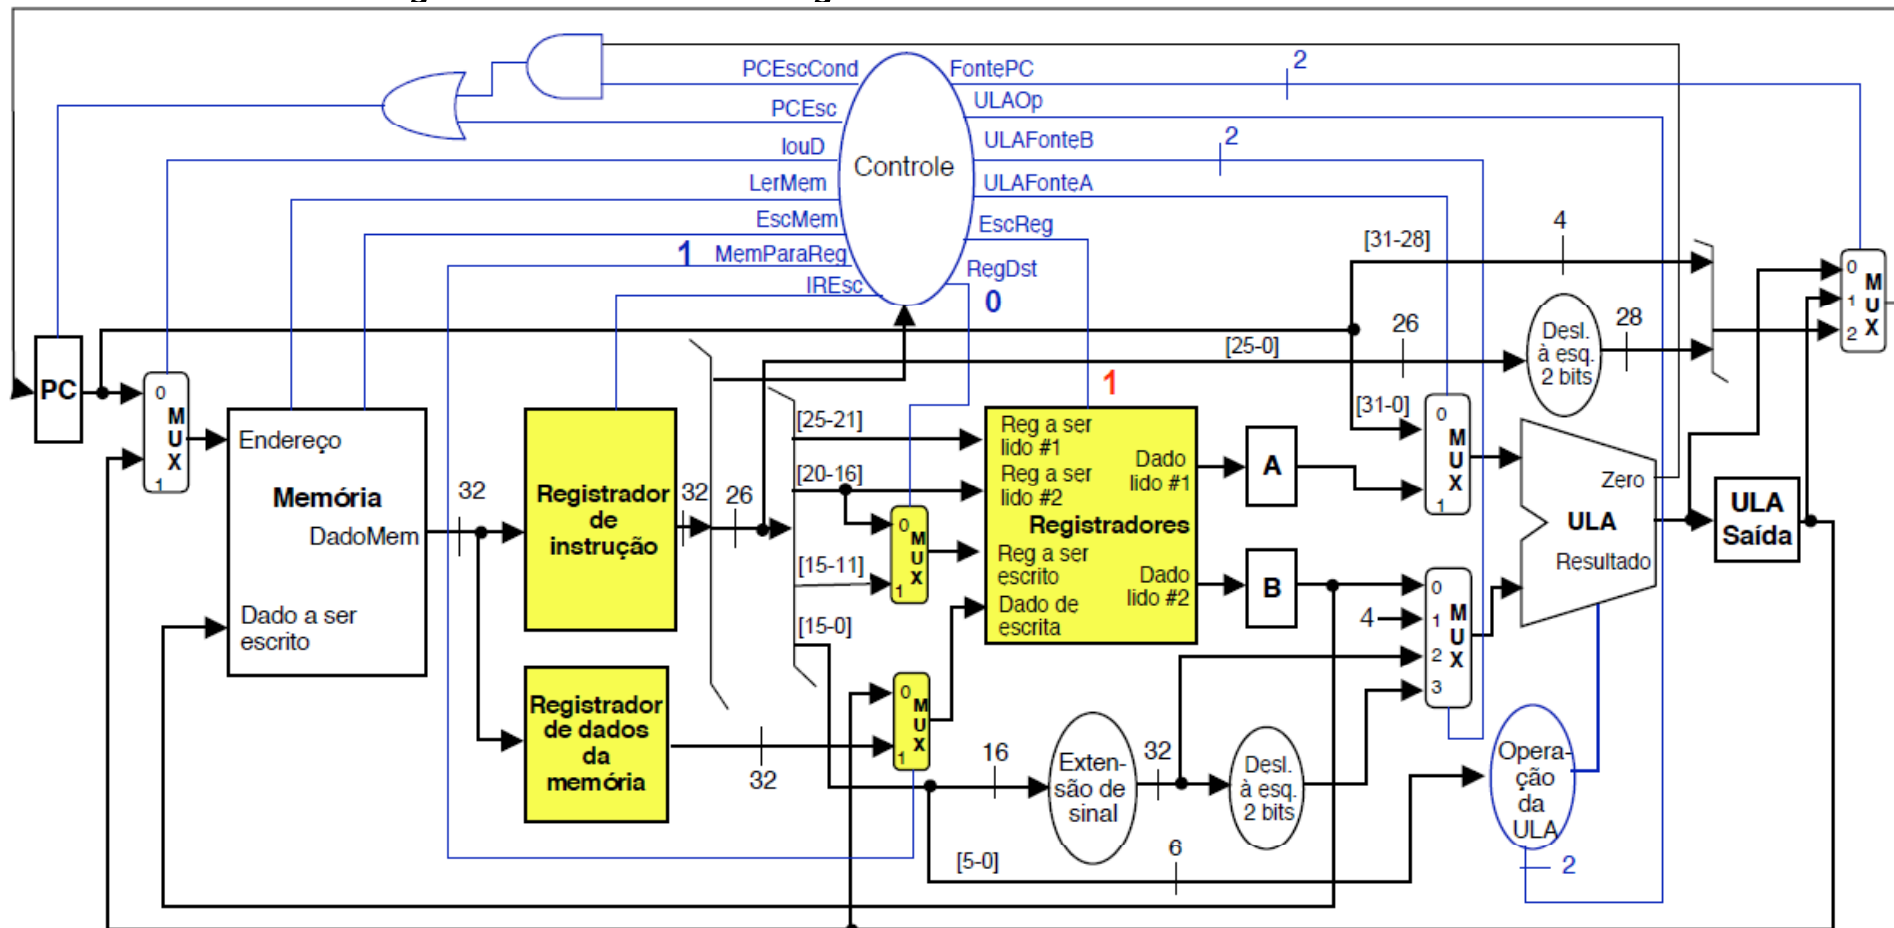 PCEscCond
FontePC
2
PCEsc
ULAOp
IouD
ULAFonteB
2
Controle
LerMem
ULAFonteA
EscMem
EscReg
1
MemParaReg
RegDst
IREsc
0
[31-28]
4
0
M
1
U
2
X
26
28
[25-0]
Desl.
à esq.
2 bits
PC
0
M
U
X
1
Endereço
Memória
DadoMem
32
Dado a ser
escrito
Registrador
de
instrução
32
26
[25-21]
[20-16]
[15-11]
[15-0]
0
M
U
X
1
1
Reg a ser
lido #1
Reg a ser
lido #2
Registradores
Reg a ser
escrito
Dado de
escrita
Dado
lido #1
Dado
lido #2
A
B
[31-0]
0
M
U
X
1
0
4
1
M
U
2
X
3
Zero
ULA
Resultado
ULA
Saída
Registrador
de dados
da
memória
32
0
M
U
X
1
16
Exten-
são de
sinal
32
Desl.
à esq.
2 bits
Opera-
ção
da
ULA
[5-0]
6
2